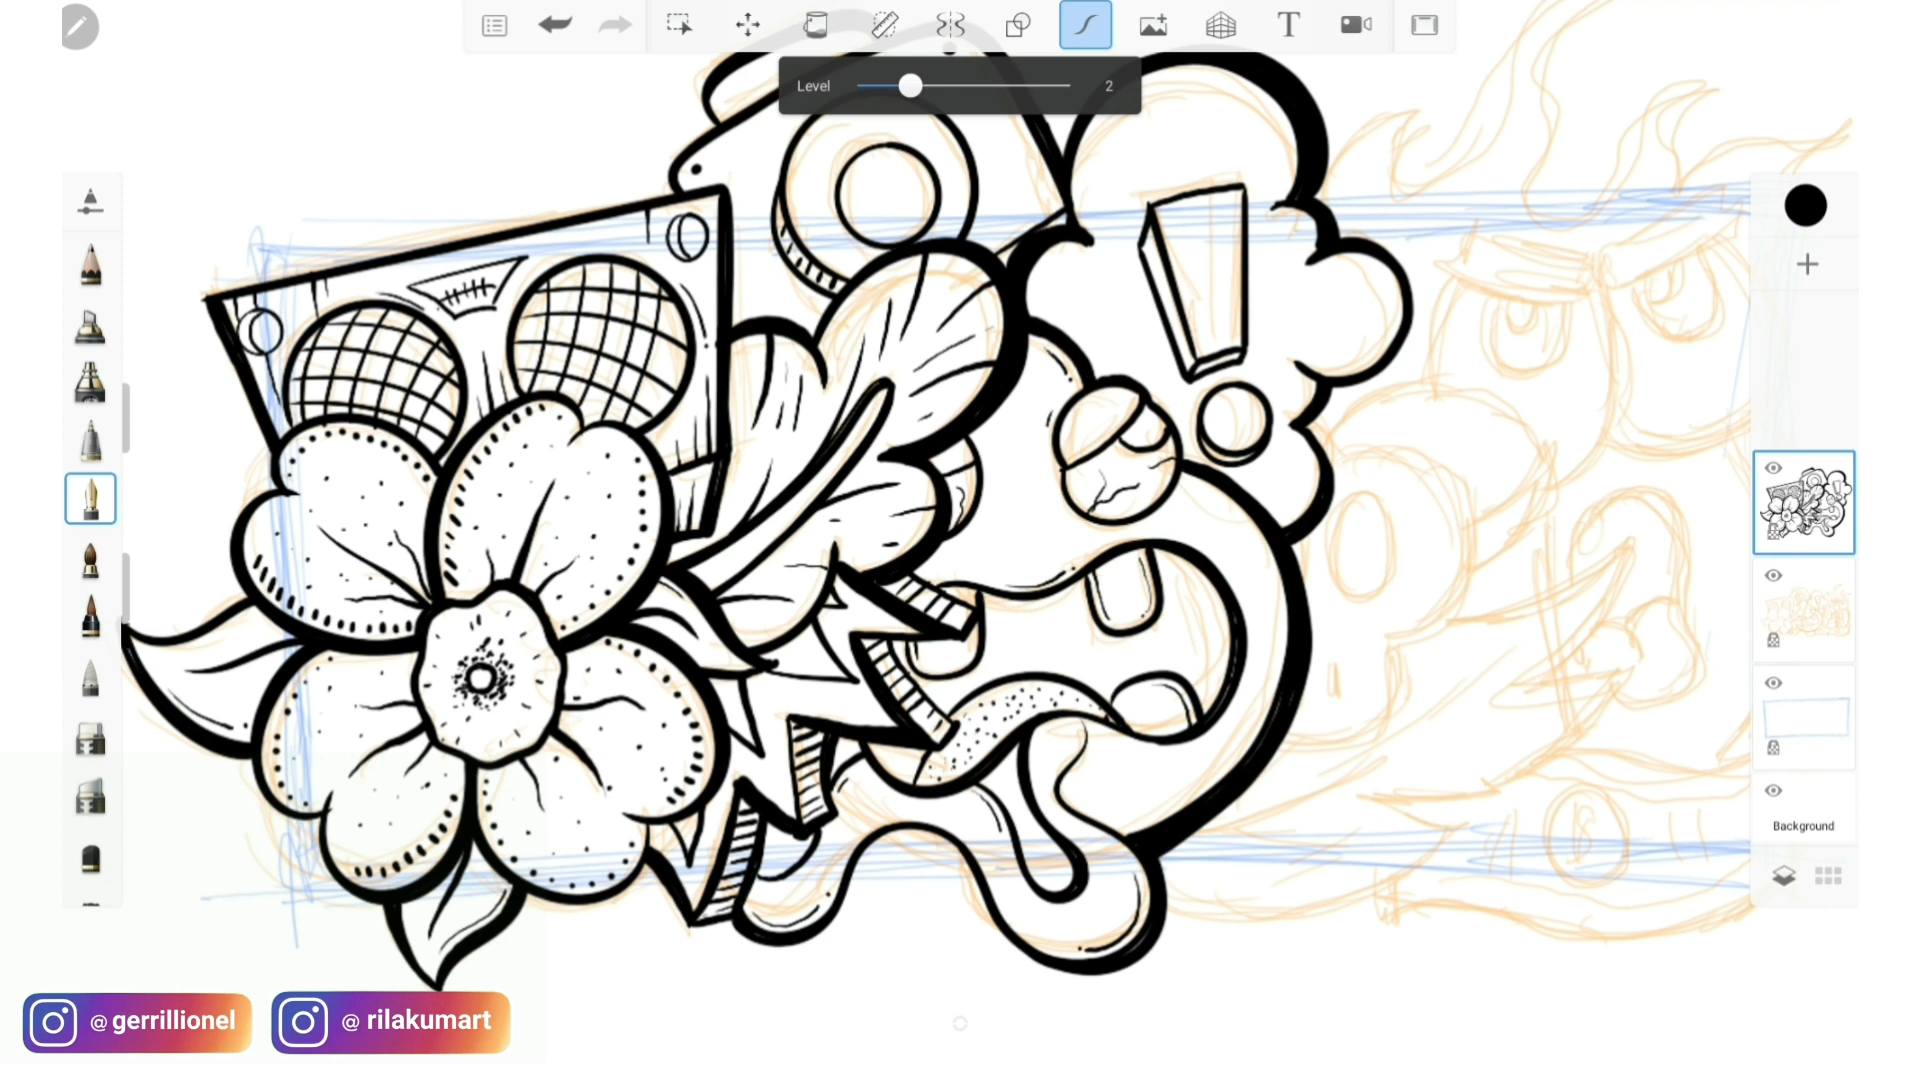 T
Level 2
!
Background
@ gerrillionel
@ rilakumart